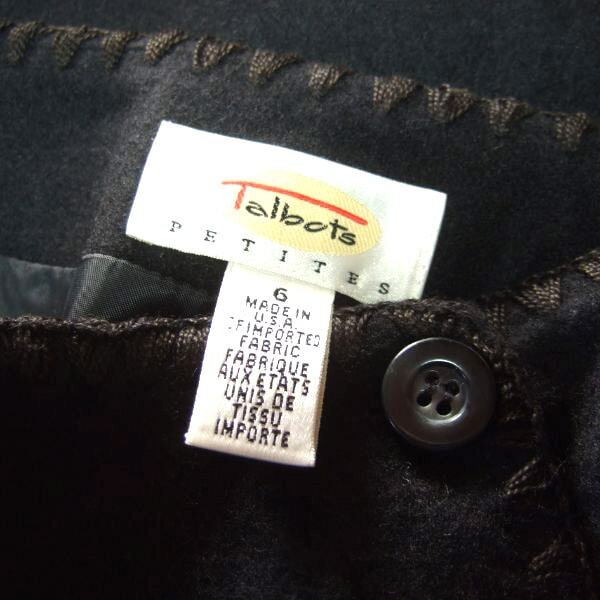 Talbots
PETITES
6
MADE IN
U.S.A.
OF IMPORTED
FABRIC
FABRIQUE
AUX ETATS
UNIS DE
TISSU
IMPORTE